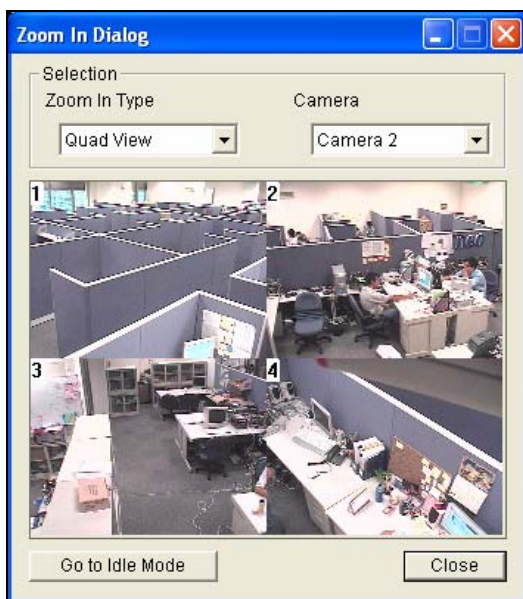 Zoom In Dialog
Selection
Zoom In Type
Camera
Quad View
Camera 2
1
2
3
4
Go to Idle Mode
Close